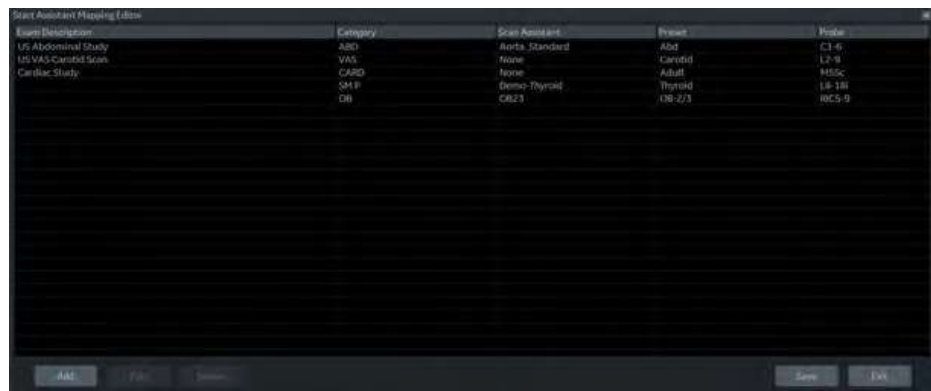 Start Assistant Mapping Editor
Exam Description Category Scan Assistant Preset Probe
US Abdominal Study ABD Aorta_Standard Abd C1-6
US VAS-Carotid Scan VAS None Carotid L2-9
Cardiac Study CARD None Adult M5Sc
SM P Demo-Thyroid Thyroid L8-18i
OB OB23 OB-2/3 RIC5-9
Add Save Exit